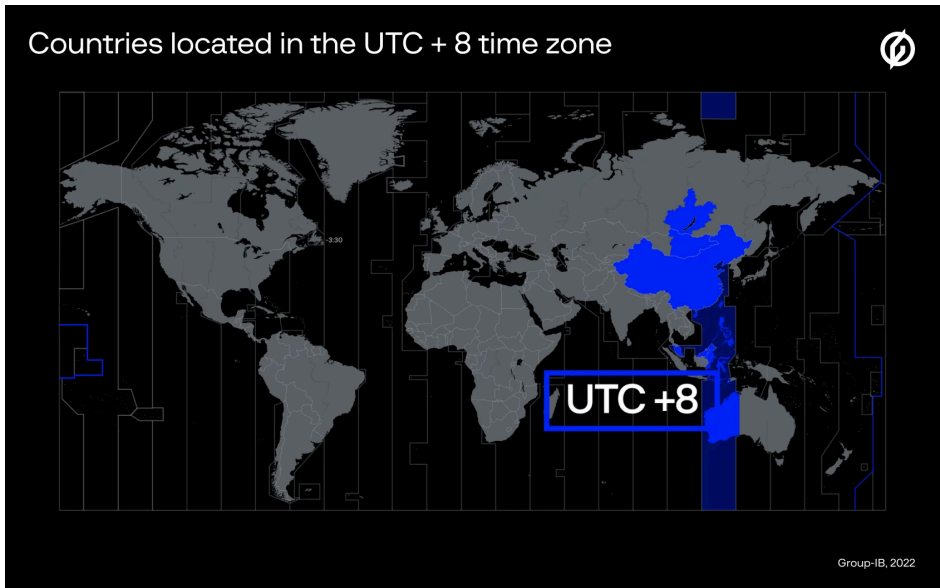 Countries located in the UTC + 8 time zone
-3:30
UTC +8
Group-IB, 2022